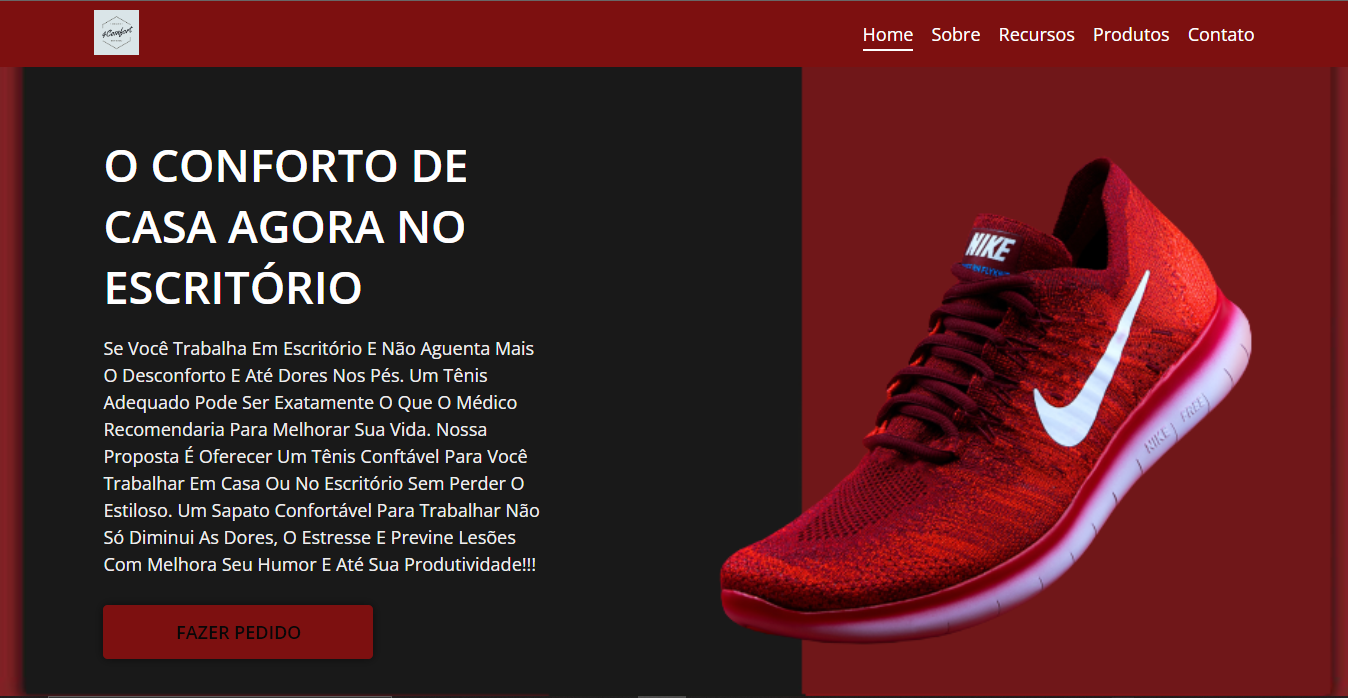 4Comfort
Home Sobre Recursos Produtos Contato
O CONFORTO DE
CASA AGORA NO
ESCRITÓRIO
Se Você Trabalha Em Escritório E Não Aguenta Mais
O Desconforto E Até Dores Nos Pés. Um Tênis
Adequado Pode Ser Exatamente O Que O Médico
Recomendaria Para Melhorar Sua Vida. Nossa
Proposta É Oferecer Um Tênis Conftável Para Você
Trabalhar Em Casa Ou No Escritório Sem Perder O
Estiloso. Um Sapato Confortável Para Trabalhar Não
Só Diminui As Dores, O Estresse E Previne Lesões
Com Melhora Seu Humor E Até Sua Produtividade!!!
FAZER PEDIDO
NIKE
NIKE FREE